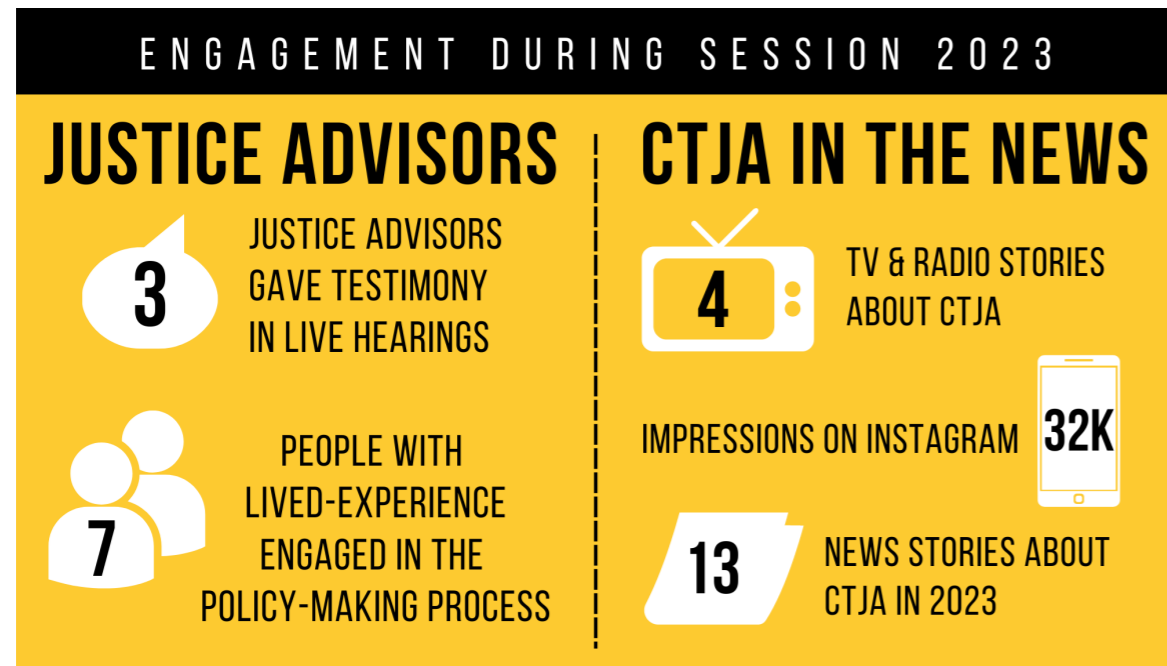 ENGAGEMENT DURING SESSION 2023
JUSTICE ADVISORS
3
JUSTICE ADVISORS
GAVE TESTIMONY
IN LIVE HEARINGS
7
PEOPLE WITH
LIVED-EXPERIENCE
ENGAGED IN THE
POLICY-MAKING PROCESS
CTJA IN THE NEWS
4
TV & RADIO STORIES
ABOUT CTJA
IMPRESSIONS ON INSTAGRAM
32K
13
NEWS STORIES ABOUT
CTJA IN 2023